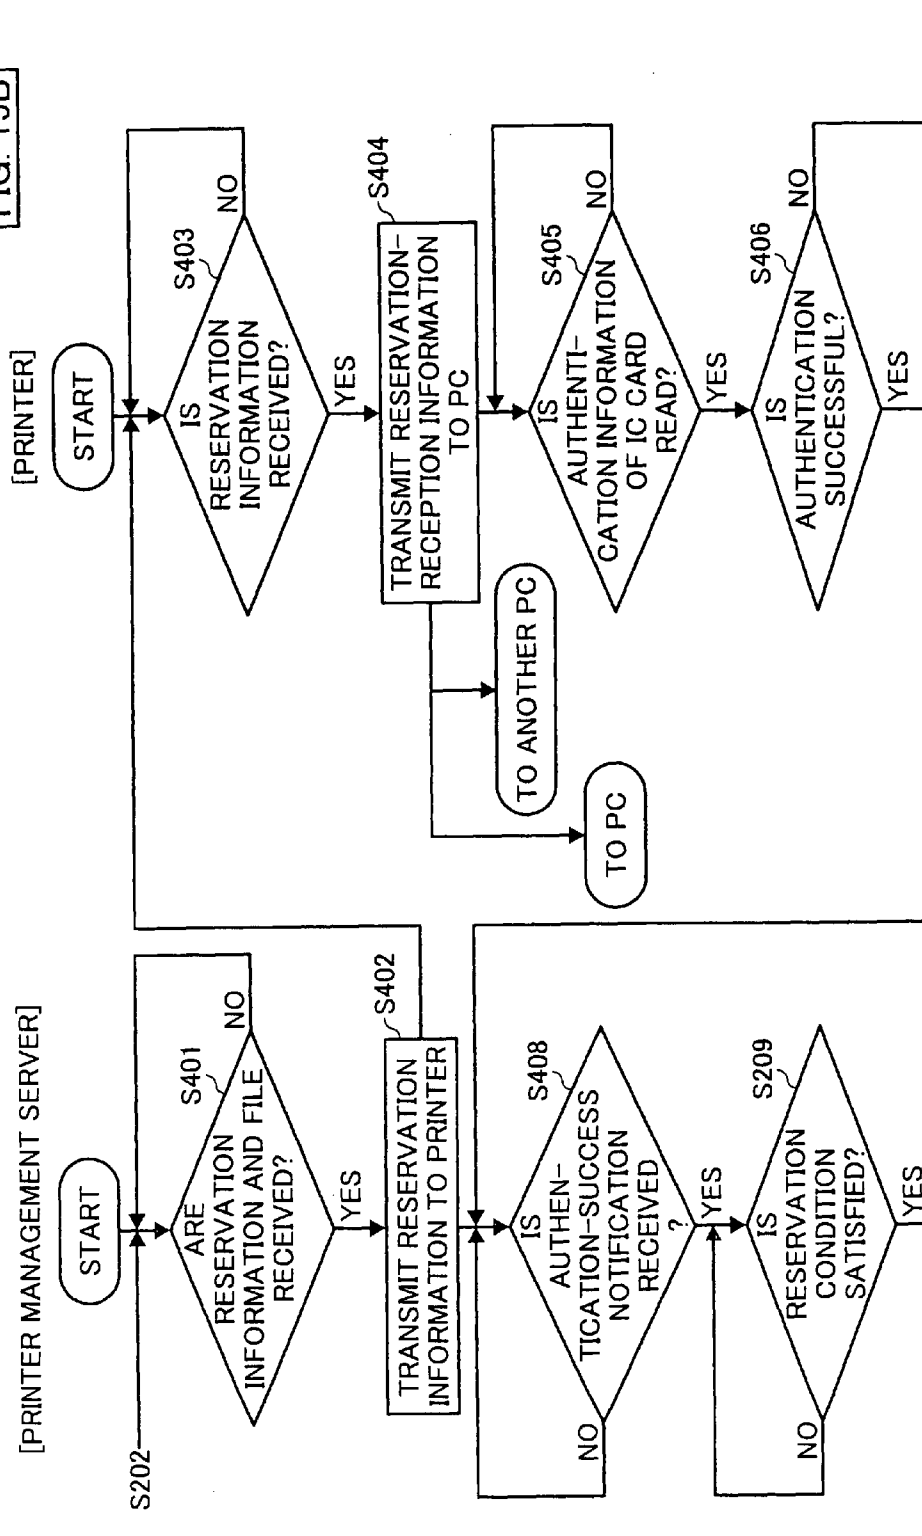 [PRINTER MANAGEMENT SERVER]
START
S202
ARE
RESERVATION
INFORMATION AND FILE
RECEIVED?
S401
NO
YES
TRANSMIT RESERVATION
INFORMATION TO PRINTER
S402
IS
AUTHEN-
TICATION-SUCCESS
NOTIFICATION
RECEIVED
?
S408
NO
YES
IS
RESERVATION
CONDITION
SATISFIED?
S209
NO
YES
[PRINTER]
START
IS
RESERVATION
INFORMATION
RECEIVED?
S403
NO
YES
TRANSMIT RESERVATION-
RECEPTION INFORMATION
TO PC
S404
TO ANOTHER PC
TO PC
IS
AUTHENTI-
CATION INFORMATION
OF IC CARD
READ?
S405
NO
YES
IS
AUTHENTICATION
SUCCESSFUL?
S406
NO
YES